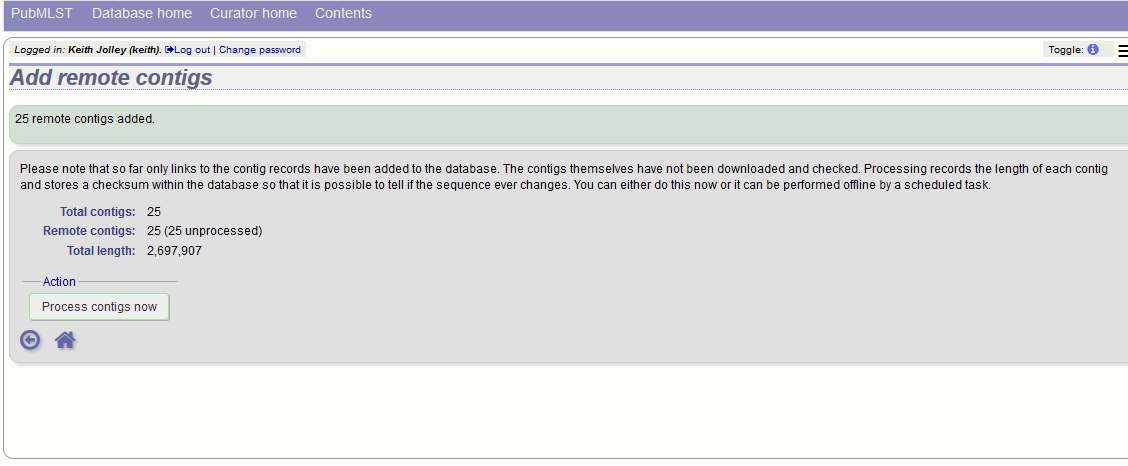 PubMLST Database home Curator home Contents
Logged in: Keith Jolley (keith). Log out | Change password Toggle:
Add remote contigs
25 remote contigs added.
Please note that so far only links to the contig records have been added to the database. The contigs themselves have not been downloaded and checked. Processing records the length of each contig
and stores a checksum within the database so that it is possible to tell if the sequence ever changes. You can either do this now or it can be performed offline by a scheduled task.
Total contigs: 25
Remote contigs: 25 (25 unprocessed)
Total length: 2,697,907
Action
Process contigs now